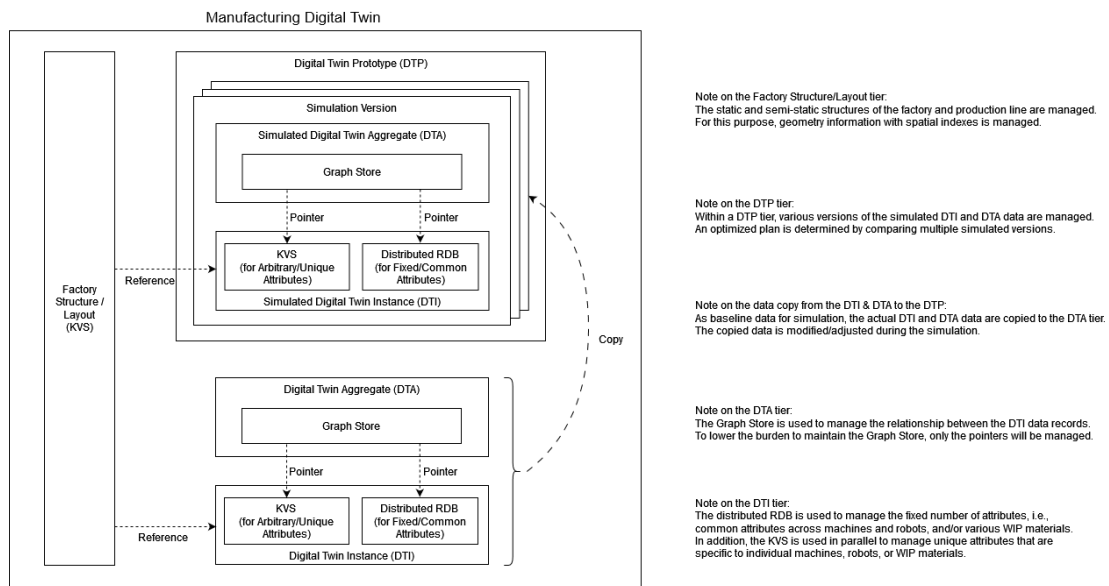 Manufacturing Digital Twin
Factory
Structure /
Layout
(KVS)
Reference
Reference
Digital Twin Prototype (DTP)
Simulation Version
Simulated Digital Twin Aggregate (DTA)
Graph Store
Pointer
Pointer
KVS
(for Arbitrary/Unique
Attributes)
Distributed RDB
(for Fixed/Common
Attributes)
Simulated Digital Twin Instance (DTI)
Copy
Digital Twin Aggregate (DTA)
Graph Store
Pointer
Pointer
KVS
(for Arbitrary/Unique
Attributes)
Distributed RDB
(for Fixed/Common
Attributes)
Digital Twin Instance (DTI)
Note on the Factory Structure/Layout tier:
The static and semi-static structures of the factory and production line are managed.
For this purpose, geometry information with spatial indexes is managed.
Note on the DTP tier:
Within a DTP tier, various versions of the simulated DTI and DTA data are managed.
An optimized plan is determined by comparing multiple simulated versions.
Note on the data copy from the DTI & DTA to the DTP:
As baseline data for simulation, the actual DTI and DTA data are copied to the DTA tier.
The copied data is modified/adjusted during the simulation.
Note on the DTA tier:
The Graph Store is used to manage the relationship between the DTI data records.
To lower the burden to maintain the Graph Store, only the pointers will be managed.
Note on the DTI tier:
The distributed RDB is used to manage the fixed number of attributes, i.e.,
common attributes across machines and robots, and/or various WIP materials.
In addition, the KVS is used in parallel to manage unique attributes that are
specific to individual machines, robots, or WIP materials.